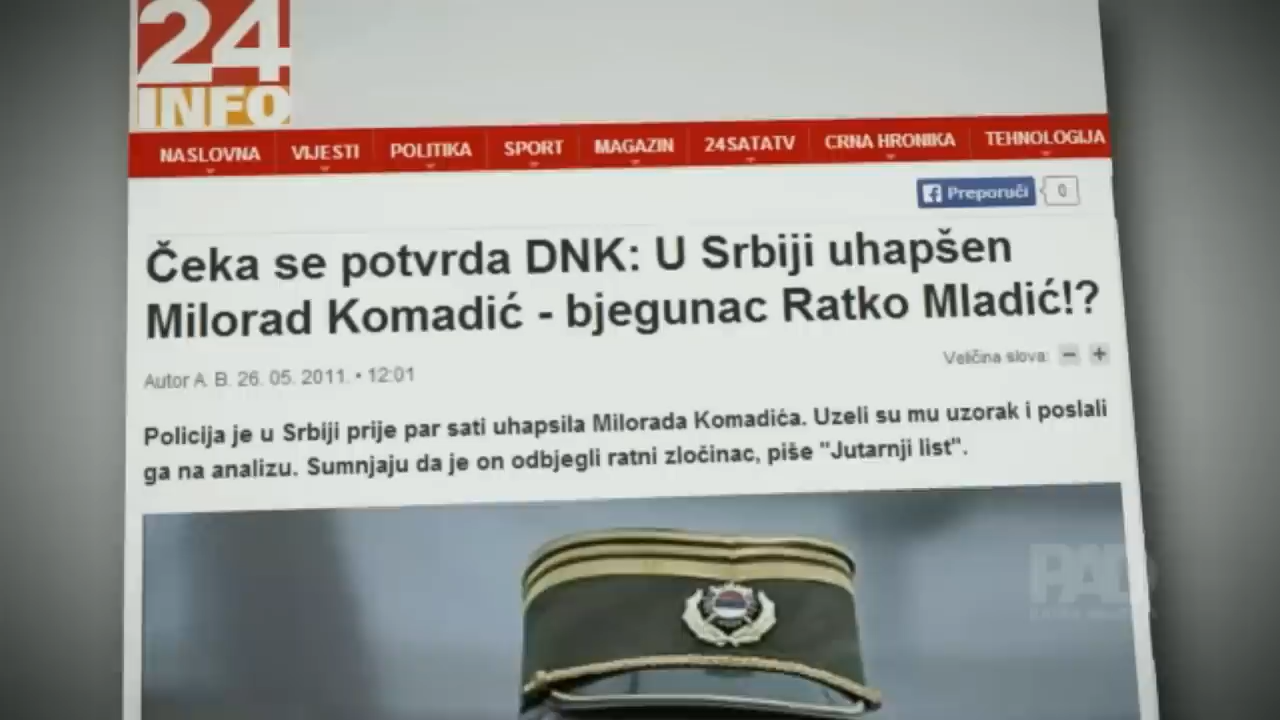 24
INFO
NASLOVNA VIJESTI POLITIKA SPORT MAGAZIN 24SATATV CRNA HRONIKA TEHNOLOGIJA
Preporuči 0
Čeka se potvrda DNK: U Srbiji uhapšen
Milorad Komadić - bjegunac Ratko Mladić!?
Veličina slova: − +
Autor A. B. 26. 05. 2011. • 12:01
Policija je u Srbiji prije par sati uhapsila Milorada Komadića. Uzeli su mu uzorak i poslali
ga na analizu. Sumnjaju da je on odbjegli ratni zločinac, piše "Jutarnji list".
PAD